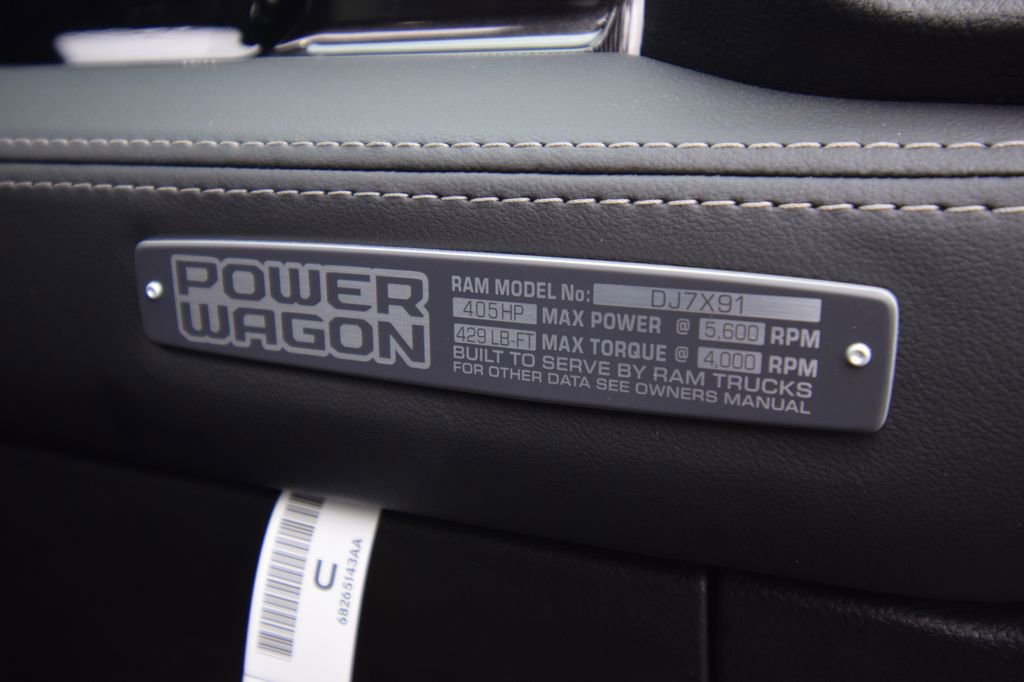 POWER
WAGON
RAM MODEL No: DJ7X91
405HP MAX POWER @ 5,600 RPM
429 LB-FT MAX TORQUE @ 4,000 RPM
BUILT TO SERVE BY RAM TRUCKS
FOR OTHER DATA SEE OWNERS MANUAL
C
68265143AA